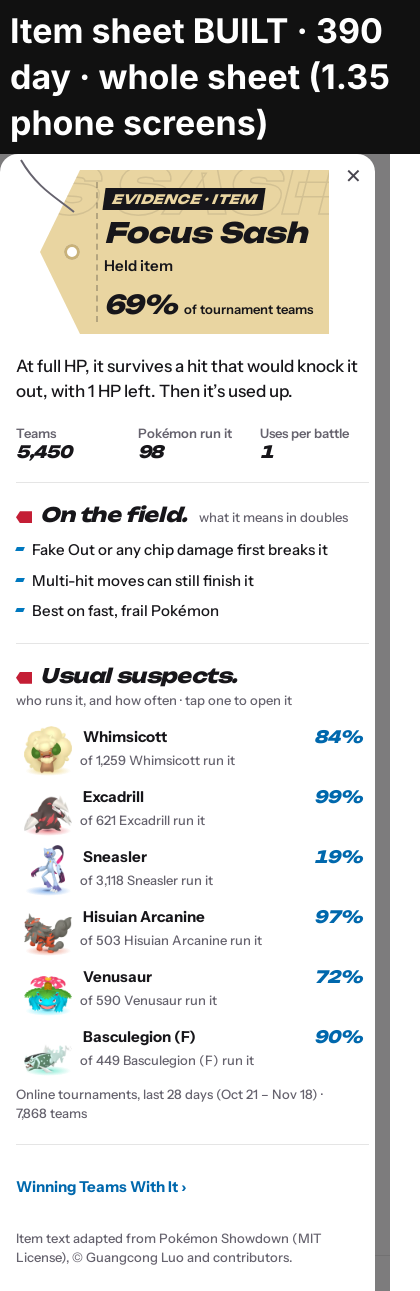 Item sheet BUILT · 390
day · whole sheet (1.35
phone screens)
✕
EVIDENCE · ITEM
Focus Sash
Held item
69% of tournament teams
At full HP, it survives a hit that would knock it
out, with 1 HP left. Then it's used up.
Teams Pokémon run it Uses per battle
5,450 98 1
On the field. what it means in doubles
Fake Out or any chip damage first breaks it
Multi-hit moves can still finish it
Best on fast, frail Pokémon
Usual suspects.
who runs it, and how often · tap one to open it
Whimsicott 84%
of 1,259 Whimsicott run it
Excadrill 99%
of 621 Excadrill run it
Sneasler 19%
of 3,118 Sneasler run it
Hisuian Arcanine 97%
of 503 Hisuian Arcanine run it
Venusaur 72%
of 590 Venusaur run it
Basculegion (F) 90%
of 449 Basculegion (F) run it
Online tournaments, last 28 days (Oct 21 – Nov 18) ·
7,868 teams
Winning Teams With It ›
Item text adapted from Pokémon Showdown (MIT
License), © Guangcong Luo and contributors.